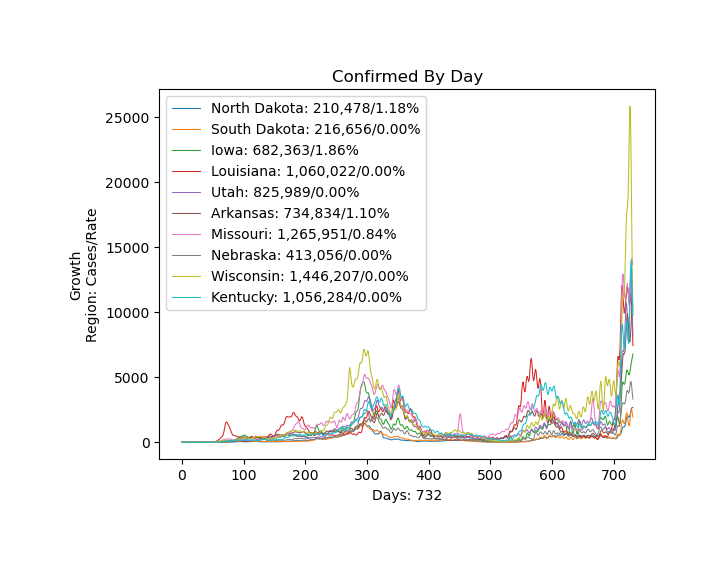 Confirmed By Day
North Dakota: 210,478/1.18%
South Dakota: 216,656/0.00%
Iowa: 682,363/1.86%
Louisiana: 1,060,022/0.00%
Utah: 825,989/0.00%
Arkansas: 734,834/1.10%
Missouri: 1,265,951/0.84%
Nebraska: 413,056/0.00%
Wisconsin: 1,446,207/0.00%
Kentucky: 1,056,284/0.00%
25000
20000
15000
10000
5000
0
Growth
Region: Cases/Rate
0 100 200 300 400 500 600 700
Days: 732